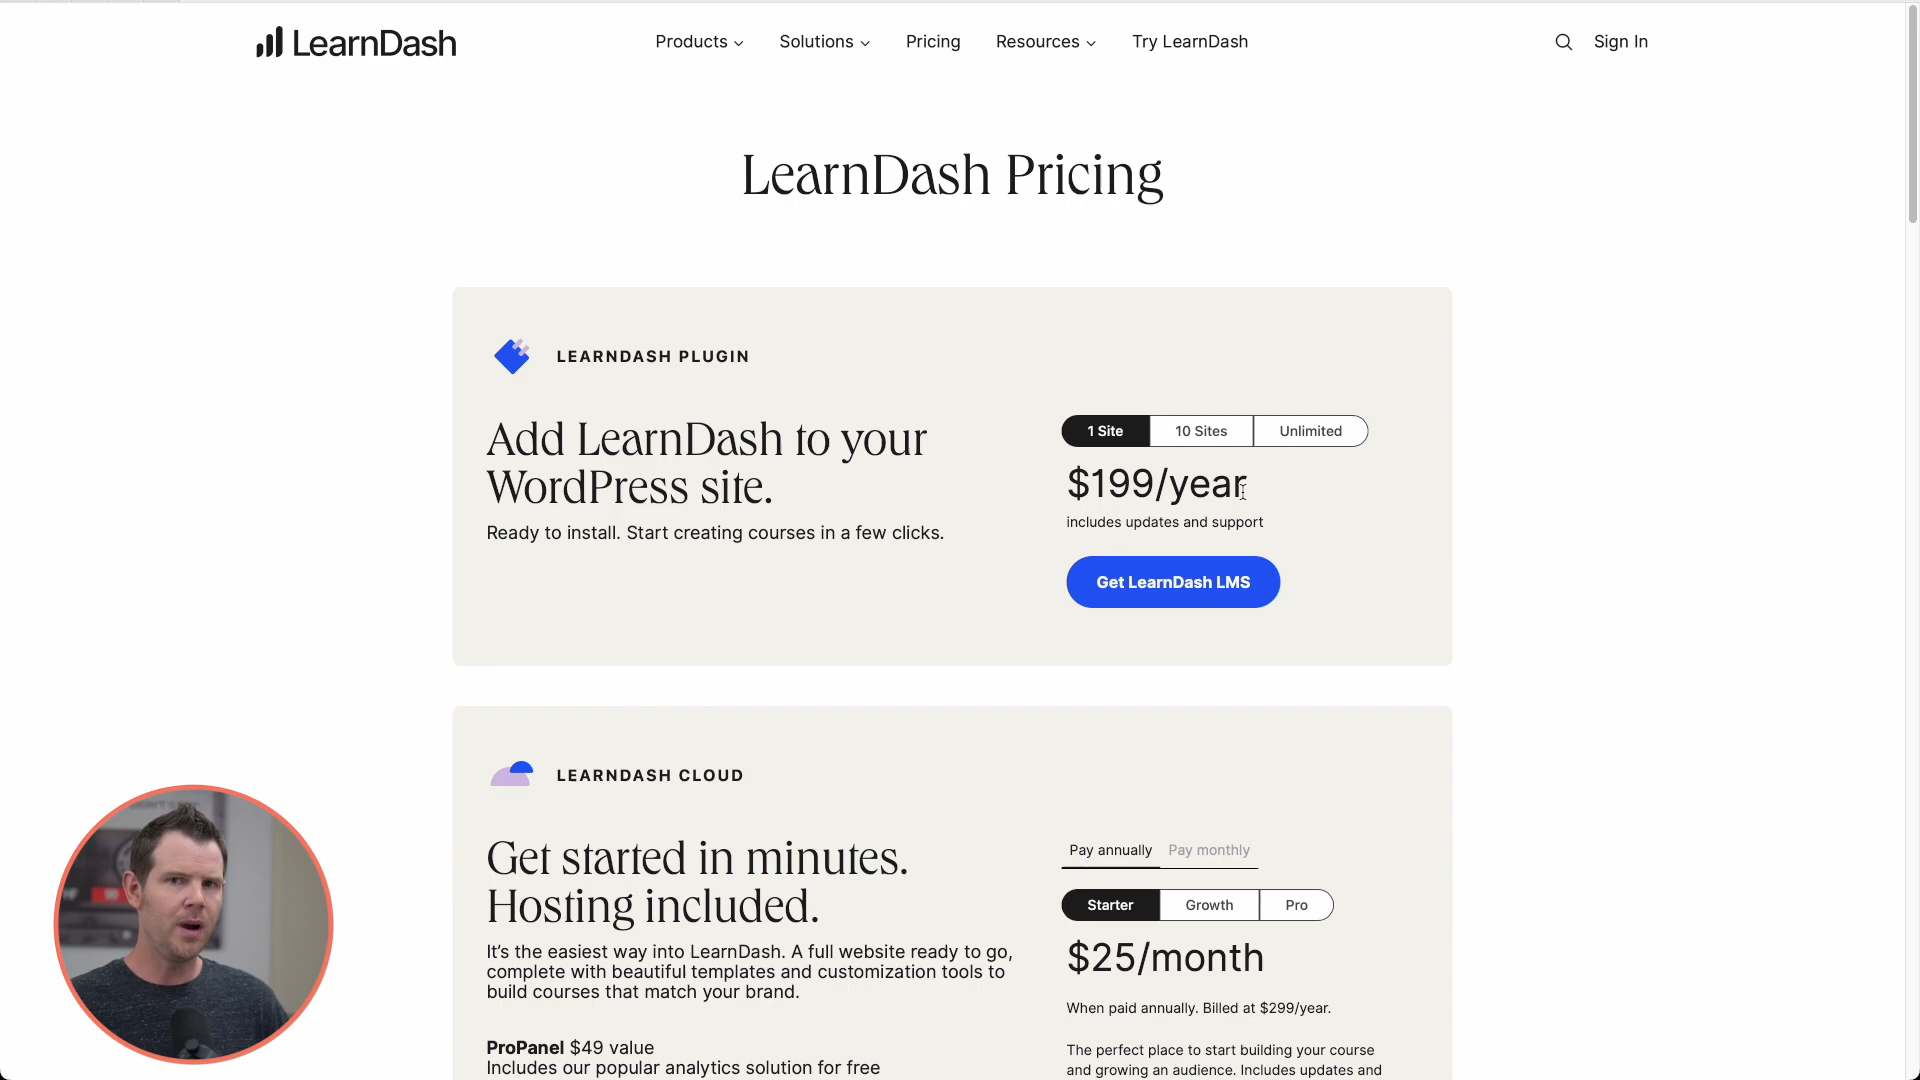 LearnDash
Products
Solutions
Pricing
Resources
Try LearnDash
Sign In
LearnDash Pricing
LEARNDASH PLUGIN
Add LearnDash to your
WordPress site.
Ready to install. Start creating courses in a few clicks.
1 Site
10 Sites
Unlimited
$199/year
includes updates and support
Get LearnDash LMS
LEARNDASH CLOUD
Get started in minutes.
Hosting included.
It's the easiest way into LearnDash. A full website ready to go,
complete with beautiful templates and customization tools to
build courses that match your brand.
ProPanel $49 value
Includes our popular analytics solution for free
Pay annually
Pay monthly
Starter
Growth
Pro
$25/month
When paid annually. Billed at $299/year.
The perfect place to start building your course
and growing an audience. Includes updates and